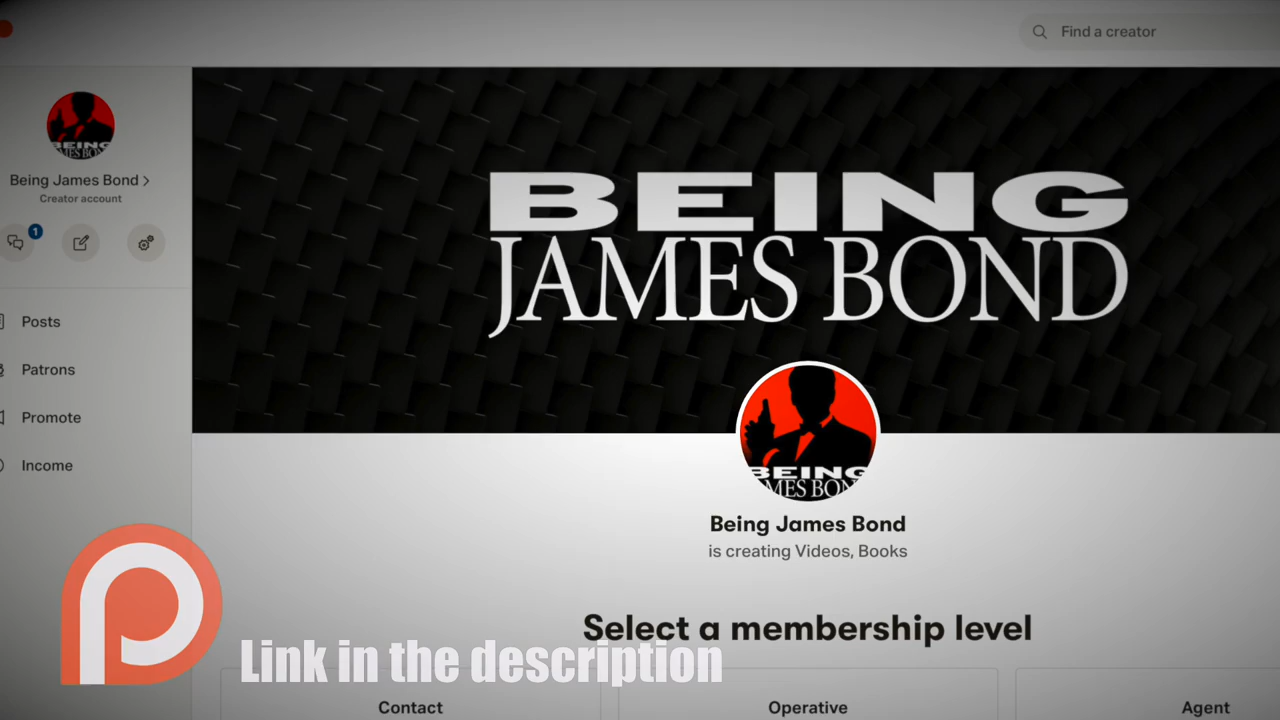 Find a creator
BEING
JAMES BOND
Being James Bond
Creator account
1
Posts
Patrons
Promote
Income
BEING
JAMES BOND
BEING
Being James Bond
is creating Videos, Books
Select a membership level
Link in the description
Contact
Operative
Agent